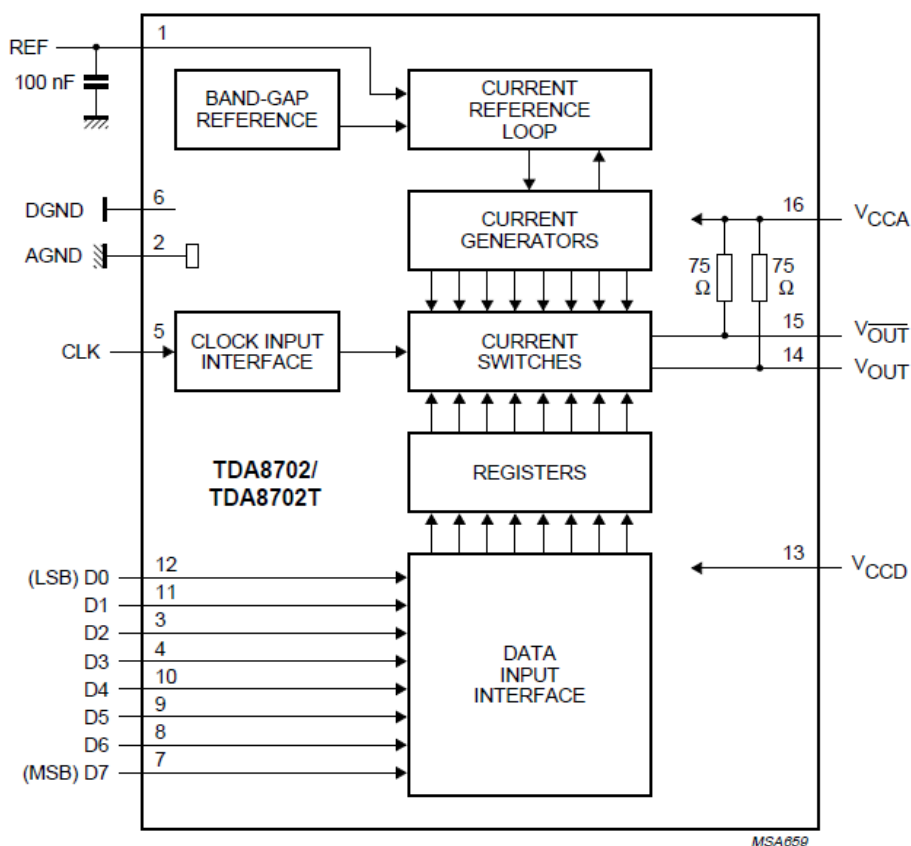 REF
1
100 nF
BAND-GAP
REFERENCE
CURRENT
REFERENCE
LOOP
DGND
6
AGND
2
CURRENT
GENERATORS
16
VCCA
75
Ω
75
Ω
CLK
5
CLOCK INPUT
INTERFACE
CURRENT
SWITCHES
15
V\overline{OUT}
14
VOUT
TDA8702/
TDA8702T
REGISTERS
13
VCCD
(LSB) D0
12
D1
11
D2
3
D3
4
D4
10
D5
9
D6
8
(MSB) D7
7
DATA
INPUT
INTERFACE
MSA659